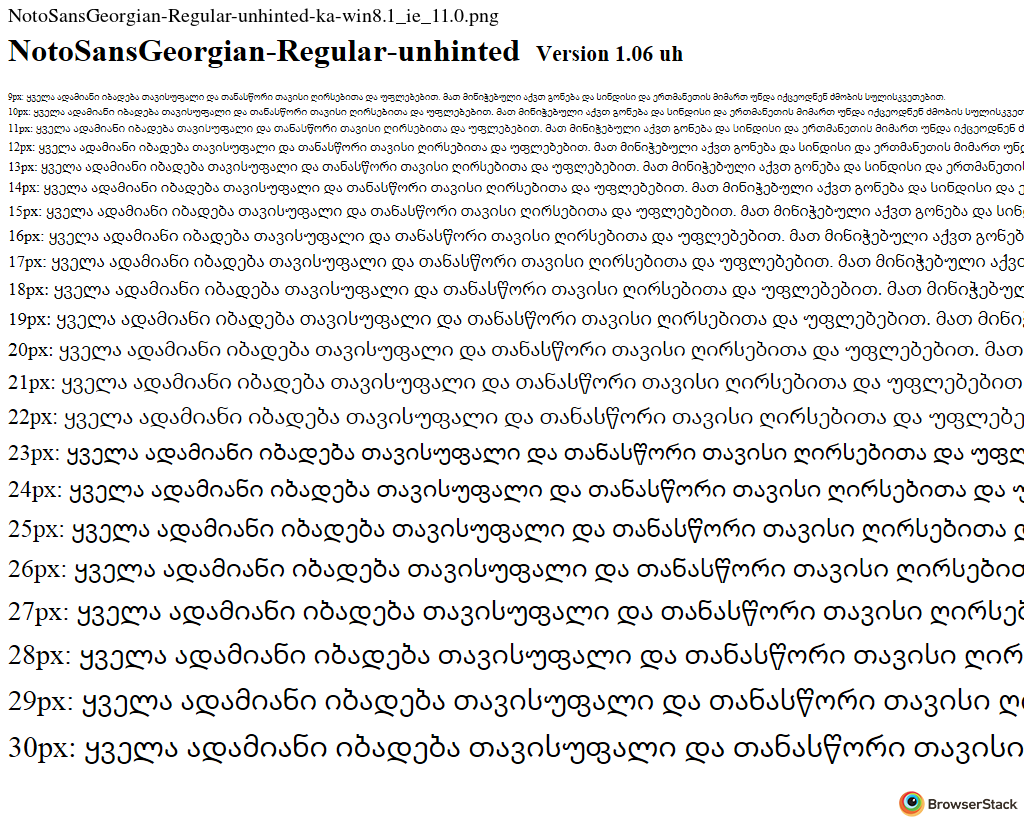 NotoSansGeorgian-Regular-unhinted-ka-win8.1_ie_11.0.png
NotoSansGeorgian-Regular-unhinted Version 1.06 uh
9px: ყველა ადამიანი იბადება თავისუფალი და თანასწორი თავისი ღირსებითა და უფლებებით. მათ მინიჭებული აქვთ გონება და სინდისი და ერთმანეთის მიმართ უნდა იქცეოდნენ ძმობის სულისკვეთებით.
10px: ყველა ადამიანი იბადება თავისუფალი და თანასწორი თავისი ღირსებითა და უფლებებით. მათ მინიჭებული აქვთ გონება და სინდისი და ერთმანეთის მიმართ უნდა იქცეოდნენ ძმობის სულისკვეთ
11px: ყველა ადამიანი იბადება თავისუფალი და თანასწორი თავისი ღირსებითა და უფლებებით. მათ მინიჭებული აქვთ გონება და სინდისი და ერთმანეთის მიმართ უნდა იქცეოდნენ ძ
12px: ყველა ადამიანი იბადება თავისუფალი და თანასწორი თავისი ღირსებითა და უფლებებით. მათ მინიჭებული აქვთ გონება და სინდისი და ერთმანეთის მიმართ უნდ
13px: ყველა ადამიანი იბადება თავისუფალი და თანასწორი თავისი ღირსებითა და უფლებებით. მათ მინიჭებული აქვთ გონება და სინდისი და ერთმანეთი
14px: ყველა ადამიანი იბადება თავისუფალი და თანასწორი თავისი ღირსებითა და უფლებებით. მათ მინიჭებული აქვთ გონება და სინდისი და ე
15px: ყველა ადამიანი იბადება თავისუფალი და თანასწორი თავისი ღირსებითა და უფლებებით. მათ მინიჭებული აქვთ გონება და სინ
16px: ყველა ადამიანი იბადება თავისუფალი და თანასწორი თავისი ღირსებითა და უფლებებით. მათ მინიჭებული აქვთ გონებ
17px: ყველა ადამიანი იბადება თავისუფალი და თანასწორი თავისი ღირსებითა და უფლებებით. მათ მინიჭებული აქვ
18px: ყველა ადამიანი იბადება თავისუფალი და თანასწორი თავისი ღირსებითა და უფლებებით. მათ მინიჭებულ
19px: ყველა ადამიანი იბადება თავისუფალი და თანასწორი თავისი ღირსებითა და უფლებებით. მათ მინი
20px: ყველა ადამიანი იბადება თავისუფალი და თანასწორი თავისი ღირსებითა და უფლებებით. მათ
21px: ყველა ადამიანი იბადება თავისუფალი და თანასწორი თავისი ღირსებითა და უფლებებით
22px: ყველა ადამიანი იბადება თავისუფალი და თანასწორი თავისი ღირსებითა და უფლებე
23px: ყველა ადამიანი იბადება თავისუფალი და თანასწორი თავისი ღირსებითა და უფლ
24px: ყველა ადამიანი იბადება თავისუფალი და თანასწორი თავისი ღირსებითა და უ
25px: ყველა ადამიანი იბადება თავისუფალი და თანასწორი თავისი ღირსებითა დ
26px: ყველა ადამიანი იბადება თავისუფალი და თანასწორი თავისი ღირსებით
27px: ყველა ადამიანი იბადება თავისუფალი და თანასწორი თავისი ღირსებ
28px: ყველა ადამიანი იბადება თავისუფალი და თანასწორი თავისი ღირ
29px: ყველა ადამიანი იბადება თავისუფალი და თანასწორი თავისი ღი
30px: ყველა ადამიანი იბადება თავისუფალი და თანასწორი თავისი
BrowserStack